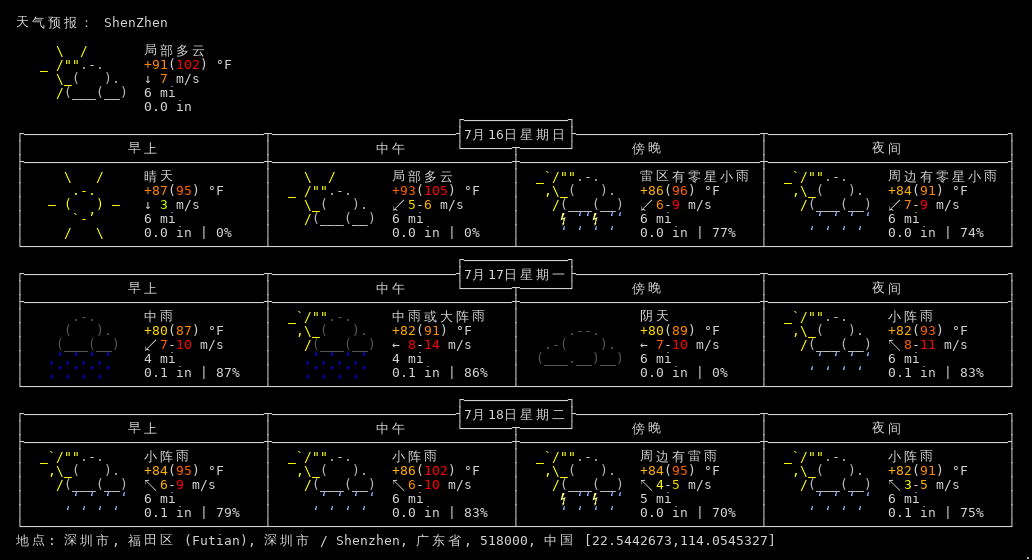 天气预报： ShenZhen
局部多云
+91(102) °F
↓ 7 m/s
6 mi
0.0 in
7月16日星期日
早上 中午 傍晚 夜间
晴天 局部多云 雷区有零星小雨 周边有零星小雨
+87(95) °F +93(105) °F +86(96) °F +84(91) °F
↓ 3 m/s ↙ 5-6 m/s ↙ 6-9 m/s ↙ 7-9 m/s
6 mi 6 mi 6 mi 6 mi
0.0 in | 0% 0.0 in | 0% 0.0 in | 77% 0.0 in | 74%
7月17日星期一
早上 中午 傍晚 夜间
中雨 中雨或大阵雨 阴天 小阵雨
+80(87) °F +82(91) °F +80(89) °F +82(93) °F
↙ 7-10 m/s ← 8-14 m/s ← 7-10 m/s ↖ 8-11 m/s
4 mi 4 mi 6 mi 6 mi
0.1 in | 87% 0.1 in | 86% 0.0 in | 0% 0.1 in | 83%
7月18日星期二
早上 中午 傍晚 夜间
小阵雨 小阵雨 周边有雷雨 小阵雨
+84(95) °F +86(102) °F +84(95) °F +82(91) °F
↖ 6-9 m/s ↖ 6-10 m/s ↖ 4-5 m/s ↖ 3-5 m/s
6 mi 6 mi 5 mi 6 mi
0.1 in | 79% 0.0 in | 83% 0.0 in | 70% 0.1 in | 75%
地点: 深圳市, 福田区 (Futian), 深圳市 / Shenzhen, 广东省, 518000, 中国 [22.5442673,114.0545327]